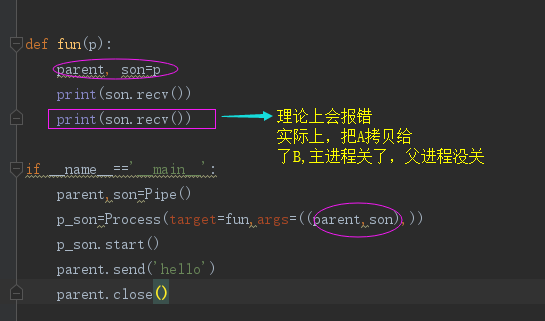 def fun(p):
parent, son=p
print(son.recv())
print(son.recv())
理论上会报错
实际上，把A拷贝给
了B,主进程关了，父进程没关
if __name__=='__main__':
parent,son=Pipe()
p_son=Process(target=fun,args=((parent,son),))
p_son.start()
parent.send('hello')
parent.close()